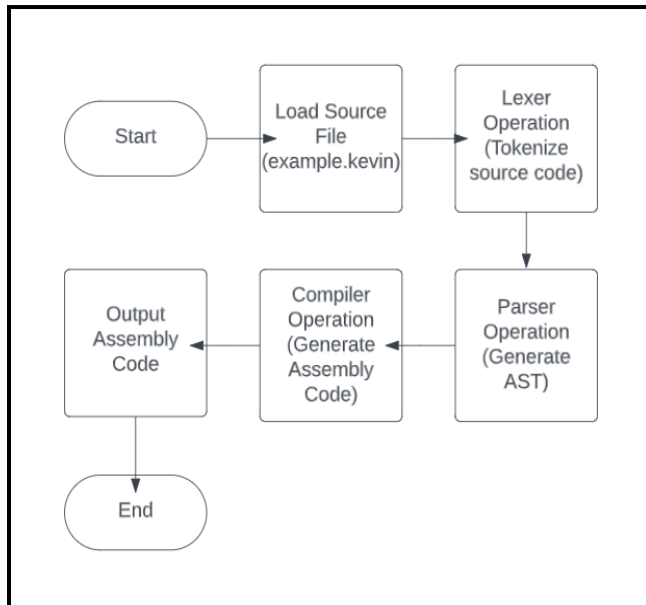 Start
Load Source
File
(example.kevin)
Lexer
Operation
(Tokenize
source code)
Parser
Operation
(Generate
AST)
Compiler
Operation
(Generate
Assembly
Code)
Output
Assembly
Code
End